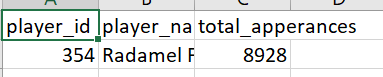 player_id player_na total_apperances
354 Radamel F 8928